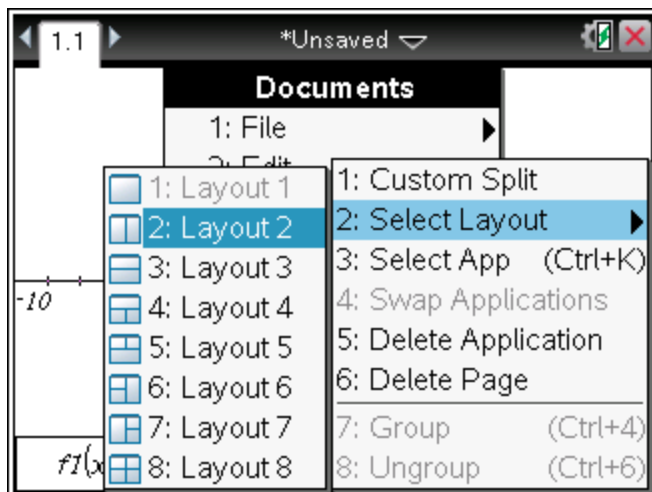 1.1 *Unsaved
Documents
1: File
2: Edit
1: Layout 1
2: Layout 2
3: Layout 3
4: Layout 4
5: Layout 5
6: Layout 6
7: Layout 7
8: Layout 8
1: Custom Split
2: Select Layout
3: Select App (Ctrl+K)
4: Swap Applications
5: Delete Application
6: Delete Page
7: Group (Ctrl+4)
8: Ungroup (Ctrl+6)
-10
f1(x